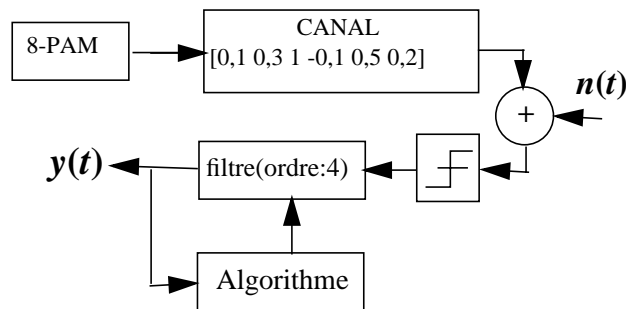 8-PAM
CANAL
[0,1 0,3 1 -0,1 0,5 0,2]
n(t)
+
y(t)
filtre(ordre:4)
Algorithme